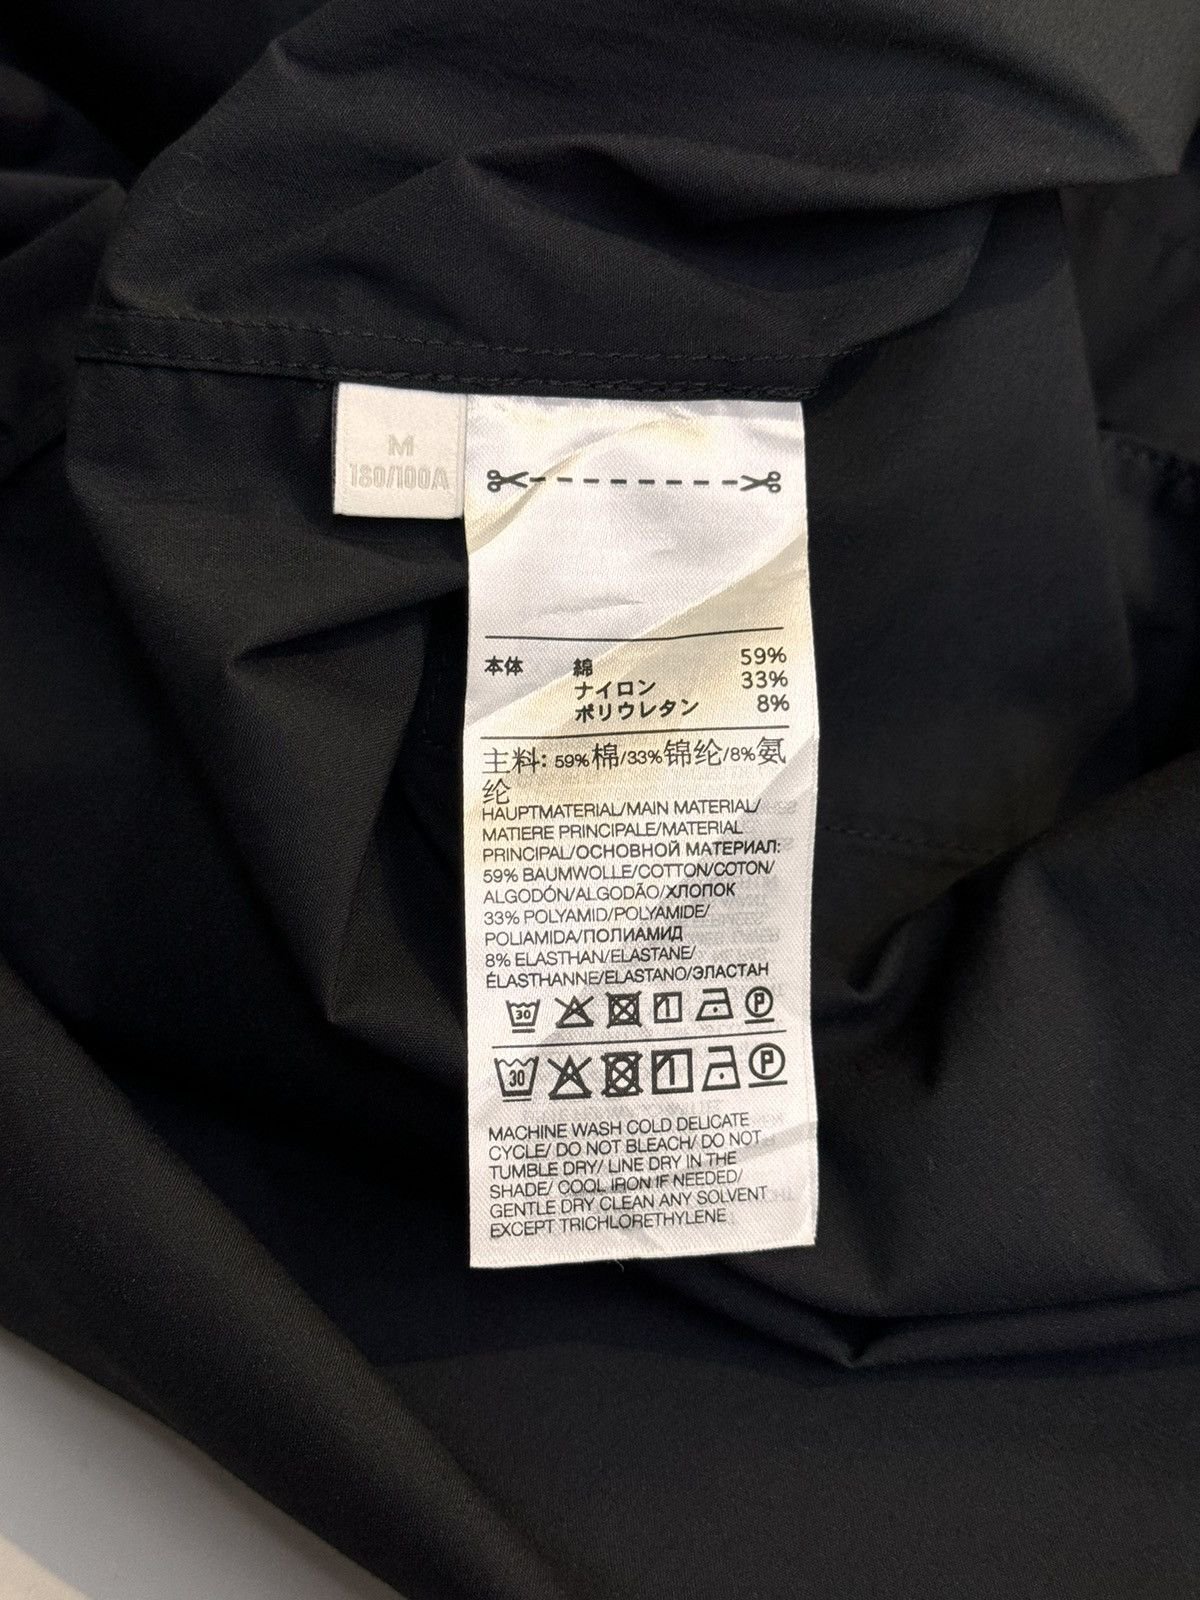 M
180/100A
本体 綿 59%
ナイロン 33%
ポリウレタン 8%
主料: 59%棉/33%锦纶/8%氨
纶
HAUPTMATERIAL/MAIN MATERIAL/
MATIERE PRINCIPALE/MATERIAL
PRINCIPAL/ОСНОВНОЙ МАТЕРИАЛ:
59% BAUMWOLLE/COTTON/COTON/
ALGODÓN/ALGODÃO/ХЛОПОК
33% POLYAMID/POLYAMIDE/
POLIAMIDA/ПОЛИАМИД
8% ELASTHAN/ELASTANE/
ÉLASTHANNE/ELASTANO/ЭЛАСТАН
30 P
30 P
MACHINE WASH COLD DELICATE
CYCLE/ DO NOT BLEACH/ DO NOT
TUMBLE DRY/ LINE DRY IN THE
SHADE/ COOL IRON IF NEEDED/
GENTLE DRY CLEAN ANY SOLVENT
EXCEPT TRICHLORETHYLENE